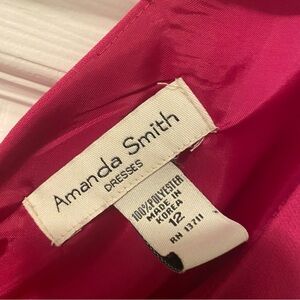 Amanda Smith
DRESSES
100% POLYESTER
MADE IN
KOREA
12
RN 13711